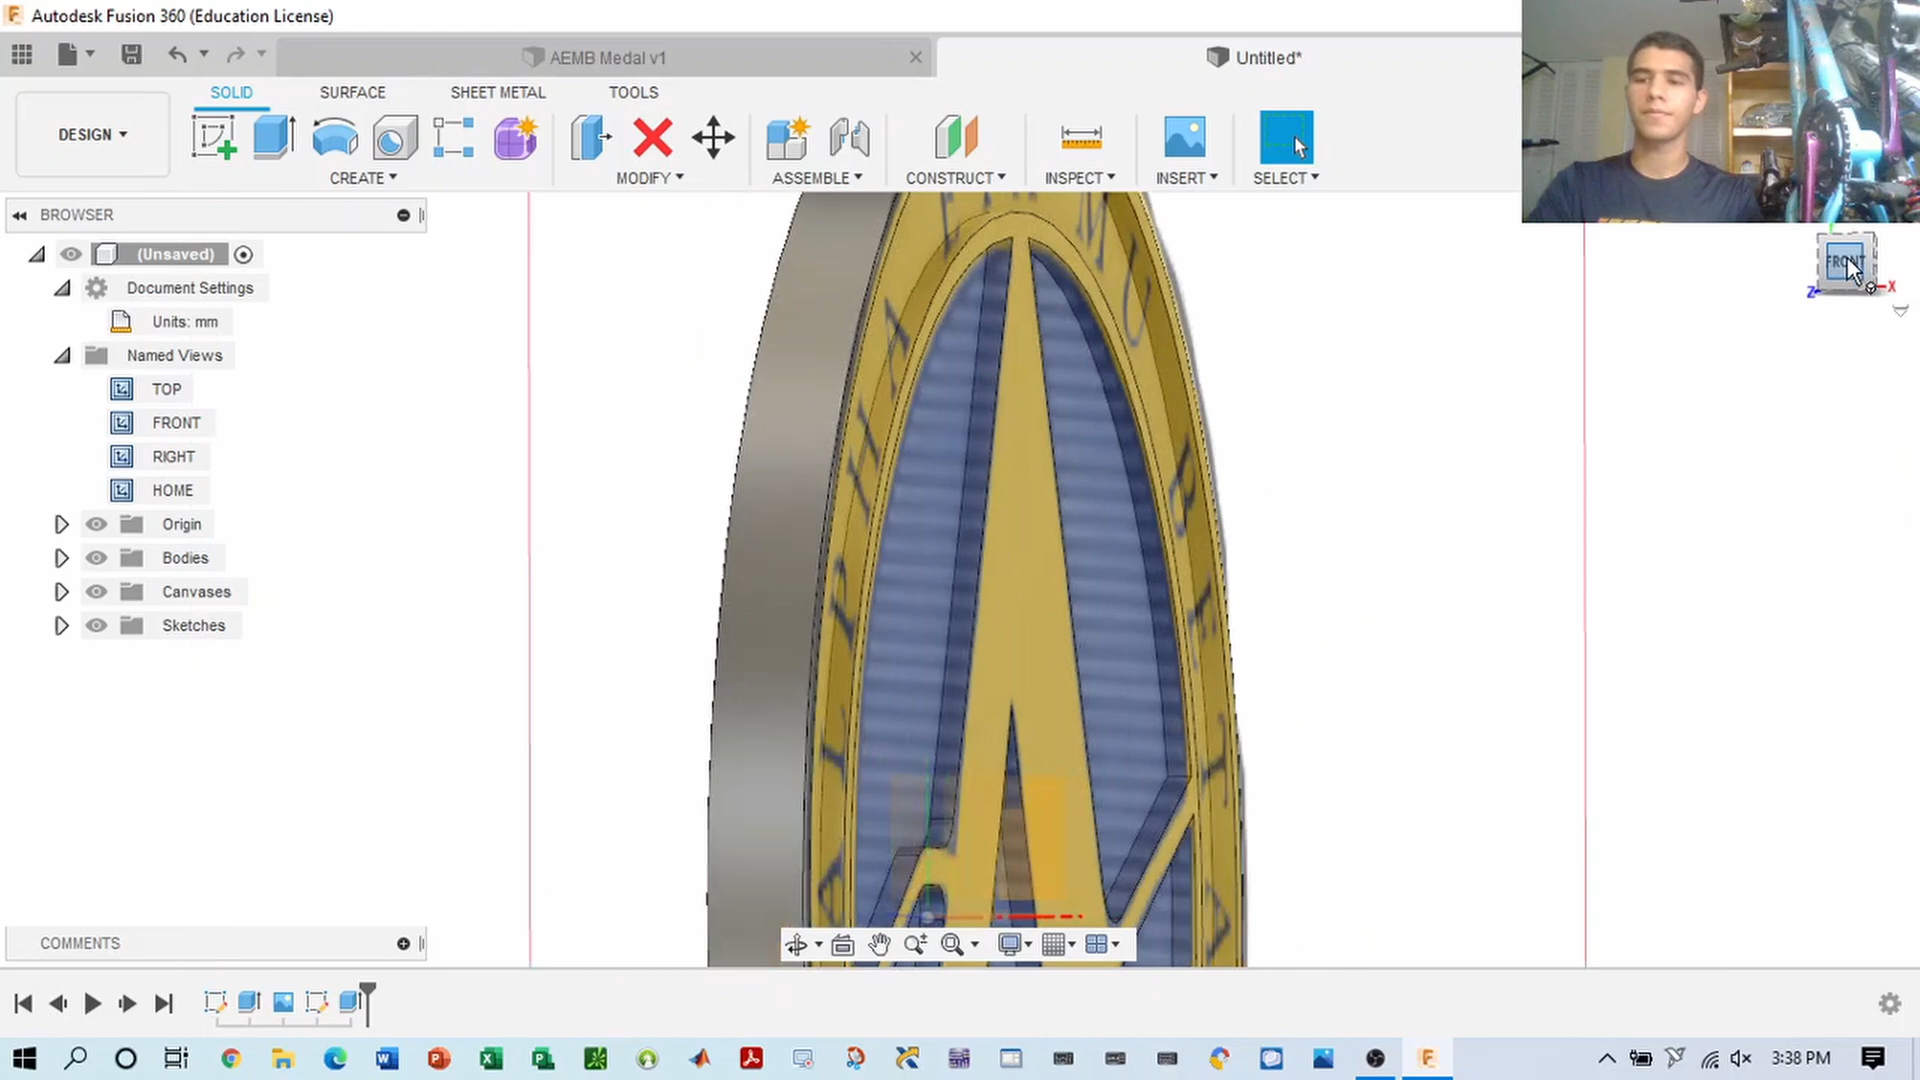 Autodesk Fusion 360 (Education License)
AEMB Medal v1
Untitled*
SOLID SURFACE SHEET METAL TOOLS
DESIGN
CREATE MODIFY ASSEMBLE CONSTRUCT INSPECT INSERT SELECT
BROWSER
(Unsaved)
Document Settings
Units: mm
Named Views
TOP
FRONT
RIGHT
HOME
Origin
Bodies
Canvases
Sketches
FRONT
Z X
ALPHA
COMMENTS
3:38 PM